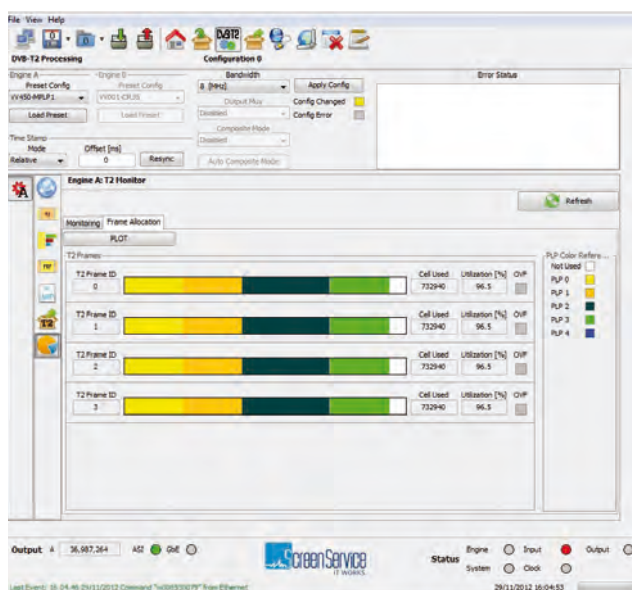 File View Help
DVB-T2 Processing
Configuration 0
Engine A
Engine B
Bandwidth
Error Status
Preset Config
Preset Config
8 [MHz]
Apply Config
VV450-MPLP1
VV001-CRJ1
Output Muy
Config Changed
Load Preset
Load Preset
Disabled
Config Error
Composite Mode
Time Stamp
Disabled
Mode
Offset [ns]
Relative
0
Resync
Auto Composite Mode
Engine A: T2 Monitor
Refresh
Monitoring
Frame Allocation
PLOT
T2 Frames
PLP Color Refere...
Not Used
PLP 0
PLP 1
PLP 2
PLP 3
PLP 4
T2 Frame ID
Cell Used
Utilization [%]
OVF
0
732940
96.5
T2 Frame ID
Cell Used
Utilization [%]
OVF
1
732940
96.5
T2 Frame ID
Cell Used
Utilization [%]
OVF
2
732940
96.5
T2 Frame ID
Cell Used
Utilization [%]
OVF
3
732940
96.5
Output A
36,987,264
ASI
GbE
ScreenService
IT WORKS
Status
Engine
Input
Output
System
Clock
29/11/2012 16:04:53